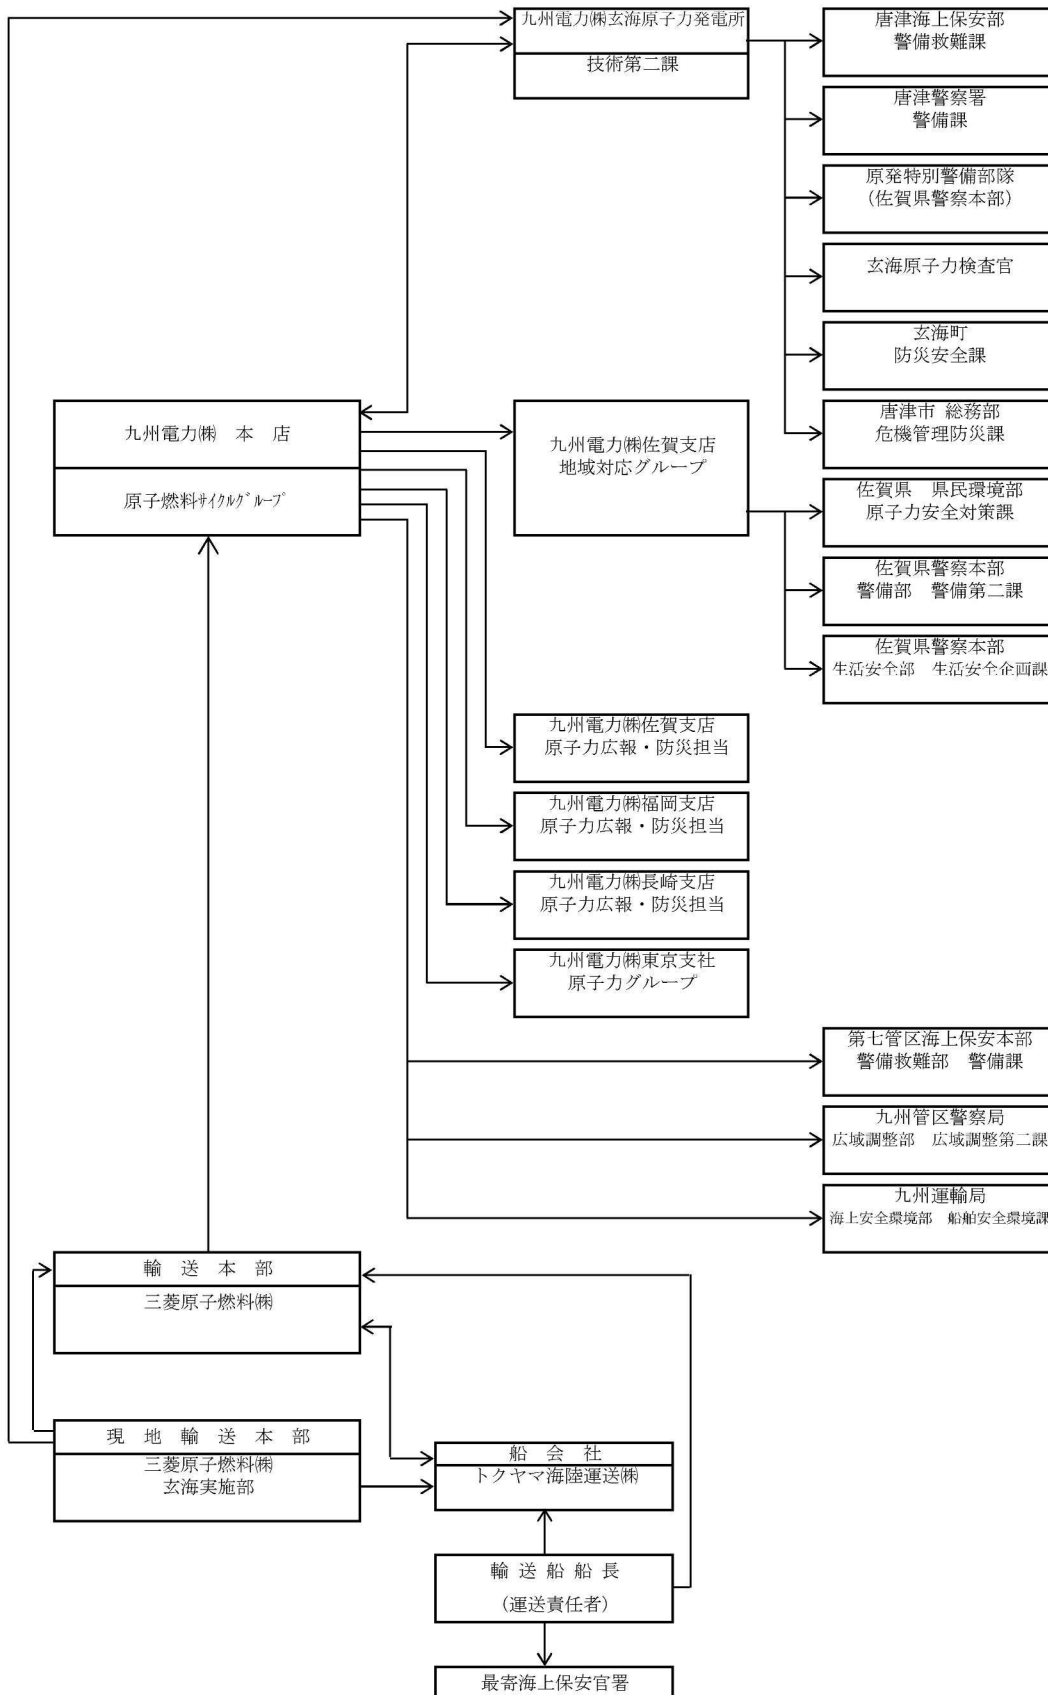 九州電力㈱玄海原子力発電所
技術第二課
唐津海上保安部
警備救難課
唐津警察署
警備課
原発特別警備部隊
(佐賀県警察本部)
玄海原子力検査官
玄海町
防災安全課
唐津市 総務部
危機管理防災課
九州電力㈱ 本 店
原子燃料ｻｲｸﾙｸﾞﾙｰﾌﾟ
九州電力㈱佐賀支店
地域対応グループ
佐賀県 県民環境部
原子力安全対策課
佐賀県警察本部
警備部 警備第二課
佐賀県警察本部
生活安全部 生活安全企画課
九州電力㈱佐賀支店
原子力広報・防災担当
九州電力㈱福岡支店
原子力広報・防災担当
九州電力㈱長崎支店
原子力広報・防災担当
九州電力㈱東京支社
原子力グループ
第七管区海上保安本部
警備救難部 警備課
九州管区警察局
広域調整部 広域調整第二課
九州運輸局
海上安全環境部 船舶安全環境課
輸 送 本 部
三菱原子燃料㈱
現 地 輸 送 本 部
三菱原子燃料㈱
玄海実施部
船 会 社
トクヤマ海陸運送㈱
輸 送 船 船 長
(運送責任者)
最寄海上保安官署